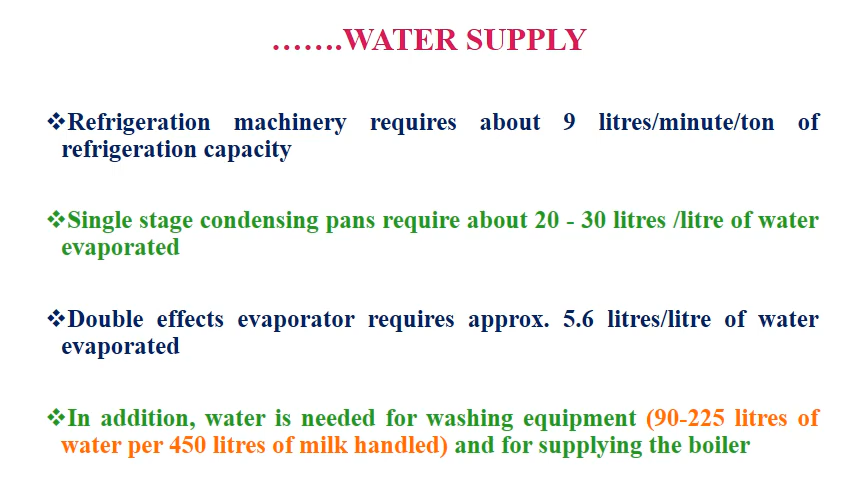 .......WATER SUPPLY
❖Refrigeration machinery requires about 9 litres/minute/ton of
refrigeration capacity
❖Single stage condensing pans require about 20 - 30 litres /litre of water
evaporated
❖Double effects evaporator requires approx. 5.6 litres/litre of water
evaporated
❖In addition, water is needed for washing equipment (90-225 litres of
water per 450 litres of milk handled) and for supplying the boiler